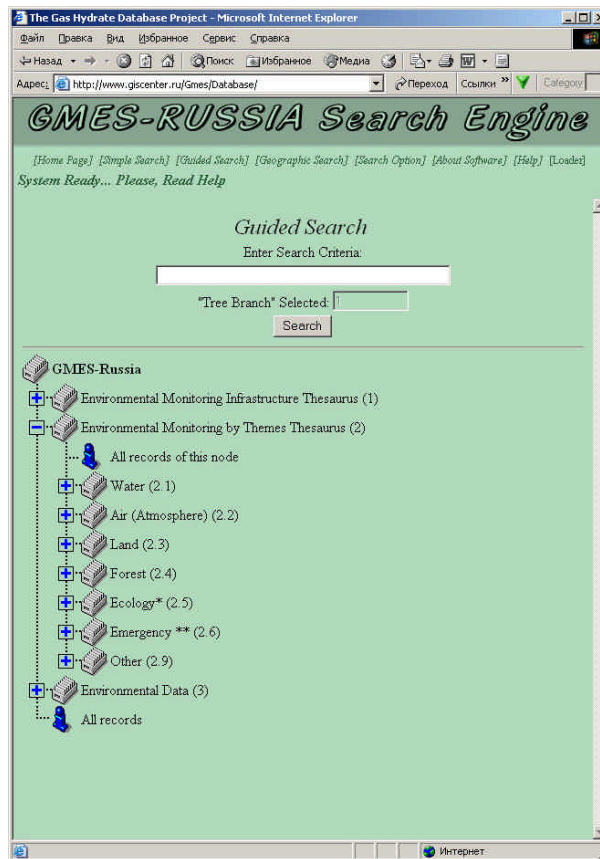 The Gas Hydrate Database Project - Microsoft Internet Explorer
Файл Правка Вид Избранное Сервис Справка
Назад Поиск Избранное Медиа
Адрес: http://www.giscenter.ru/Gmes/Database/ Переход Ссылки » Category
GMES-RUSSIA Search Engine
[Home Page] [Simple Search] [Guided Search] [Geographic Search] [Search Option] [About Software] [Help] [Loader]
System Ready... Please, Read Help
Guided Search
Enter Search Criteria:
"Tree Branch" Selected: 1
Search
GMES-Russia
Environmental Monitoring Infrastructure Thesaurus (1)
Environmental Monitoring by Themes Thesaurus (2)
All records of this node
Water (2.1)
Air (Atmosphere) (2.2)
Land (2.3)
Forest (2.4)
Ecology* (2.5)
Emergency ** (2.6)
Other (2.9)
Environmental Data (3)
All records
Интернет